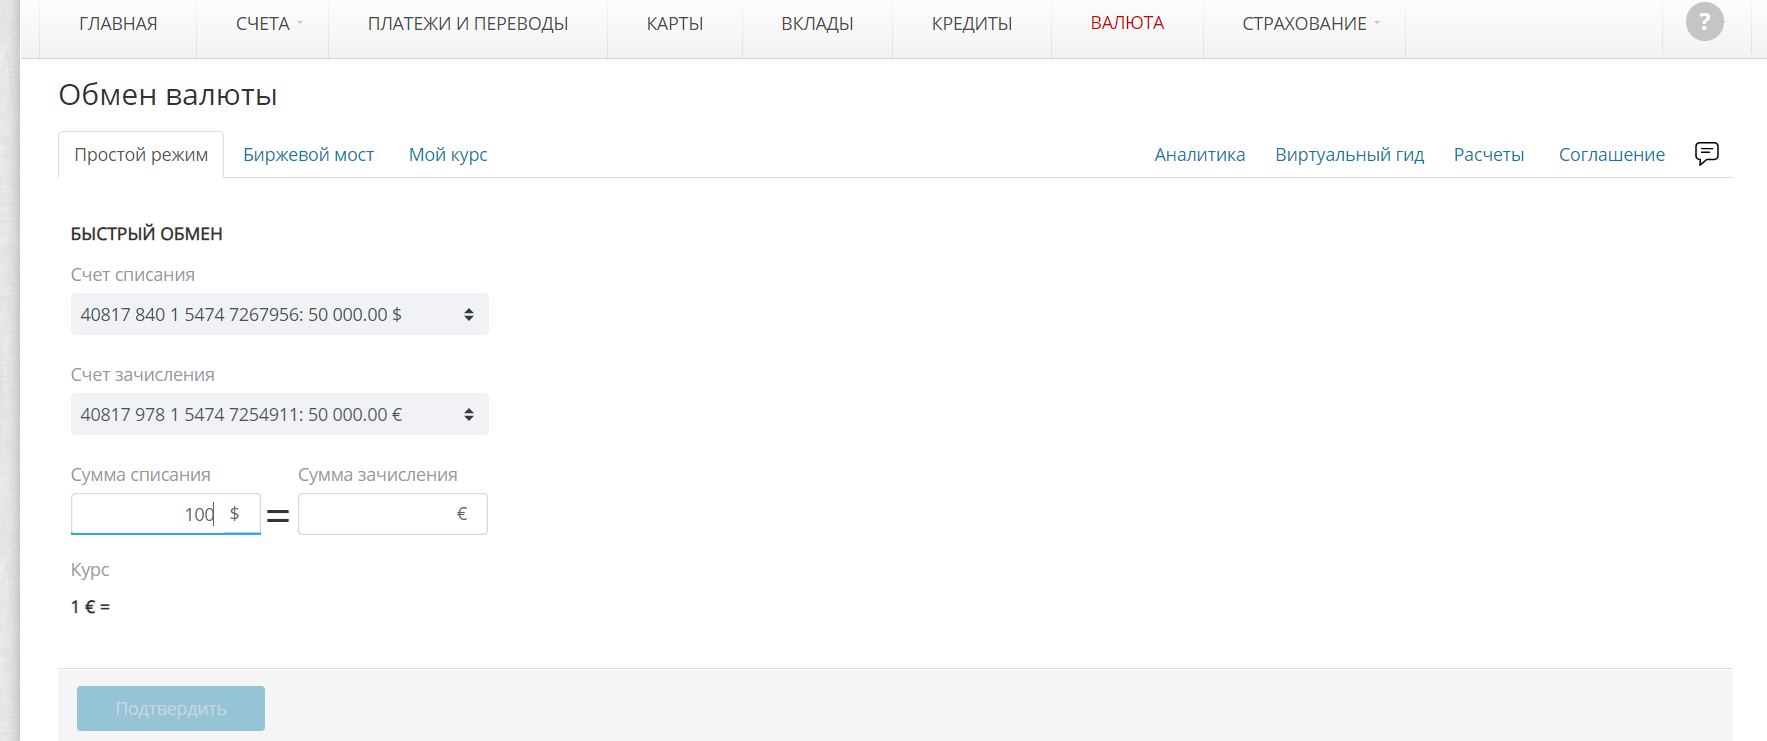 ГЛАВНАЯ СЧЕТА ПЛАТЕЖИ И ПЕРЕВОДЫ КАРТЫ ВКЛАДЫ КРЕДИТЫ ВАЛЮТА СТРАХОВАНИЕ ?
Обмен валюты
Простой режим Биржевой мост Мой курс Аналитика Виртуальный гид Расчеты Соглашение
БЫСТРЫЙ ОБМЕН
Счет списания
40817 840 1 5474 7267956: 50 000.00 $
Счет зачисления
40817 978 1 5474 7254911: 50 000.00 €
Сумма списания Сумма зачисления
100 $ = €
Курс
1 € =
Подтвердить